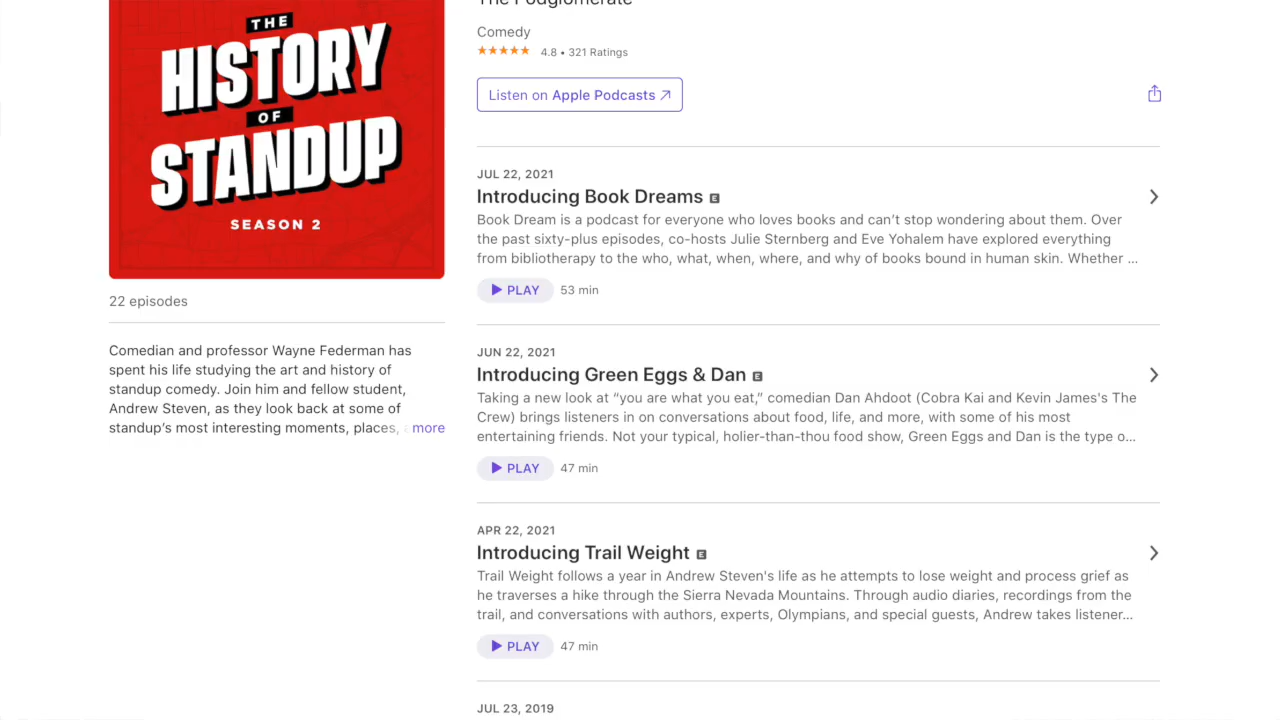 THE
HISTORY
OF
STANDUP
SEASON 2
22 episodes
Comedian and professor Wayne Federman has
spent his life studying the art and history of
standup comedy. Join him and fellow student,
Andrew Steven, as they look back at some of
standup’s most interesting moments, places, more
The Podglomerate
Comedy
4.8 • 321 Ratings
Listen on Apple Podcasts
JUL 22, 2021
Introducing Book Dreams E
Book Dream is a podcast for everyone who loves books and can’t stop wondering about them. Over
the past sixty-plus episodes, co-hosts Julie Sternberg and Eve Yohalem have explored everything
from bibliotherapy to the who, what, when, where, and why of books bound in human skin. Whether ...
PLAY 53 min
JUN 22, 2021
Introducing Green Eggs & Dan E
Taking a new look at “you are what you eat,” comedian Dan Ahdoot (Cobra Kai and Kevin James's The
Crew) brings listeners in on conversations about food, life, and more, with some of his most
entertaining friends. Not your typical, holier-than-thou food show, Green Eggs and Dan is the type o...
PLAY 47 min
APR 22, 2021
Introducing Trail Weight E
Trail Weight follows a year in Andrew Steven's life as he attempts to lose weight and process grief as
he traverses a hike through the Sierra Nevada Mountains. Through audio diaries, recordings from the
trail, and conversations with authors, experts, Olympians, and special guests, Andrew takes listener...
PLAY 47 min
JUL 23, 2019